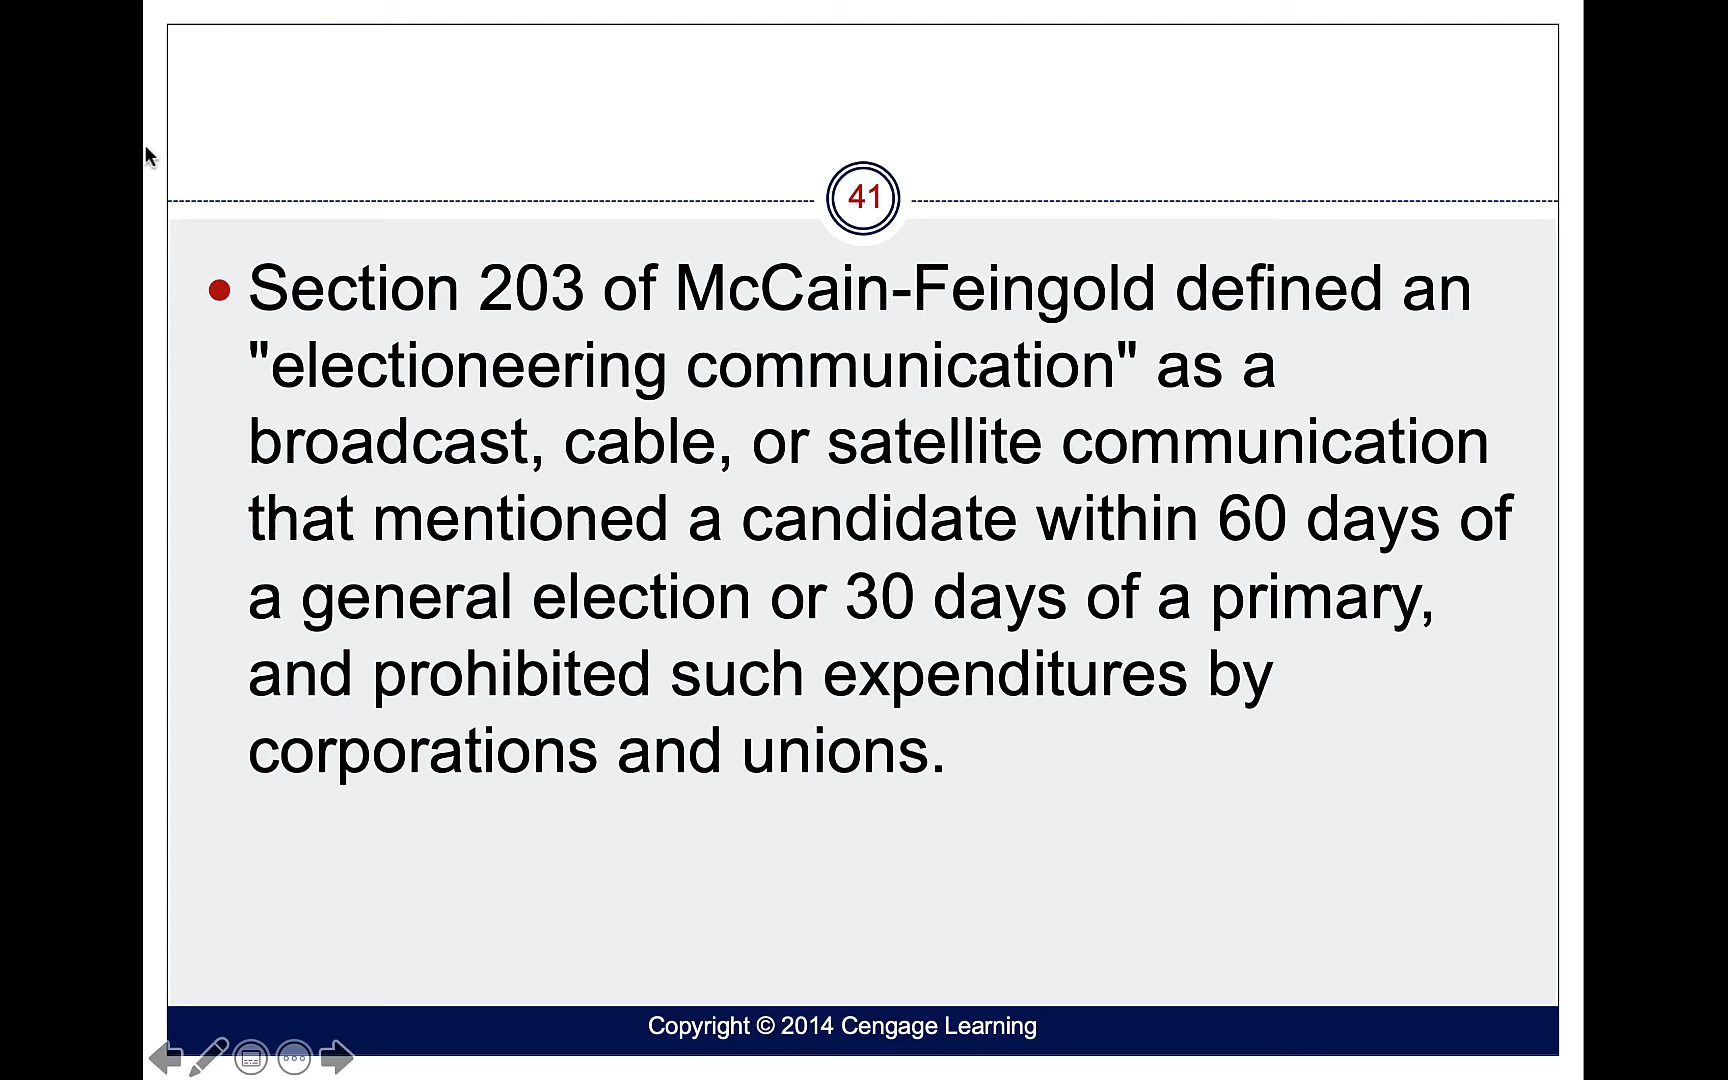 41
• Section 203 of McCain-Feingold defined an
"electioneering communication" as a
broadcast, cable, or satellite communication
that mentioned a candidate within 60 days of
a general election or 30 days of a primary,
and prohibited such expenditures by
corporations and unions.
Copyright © 2014 Cengage Learning